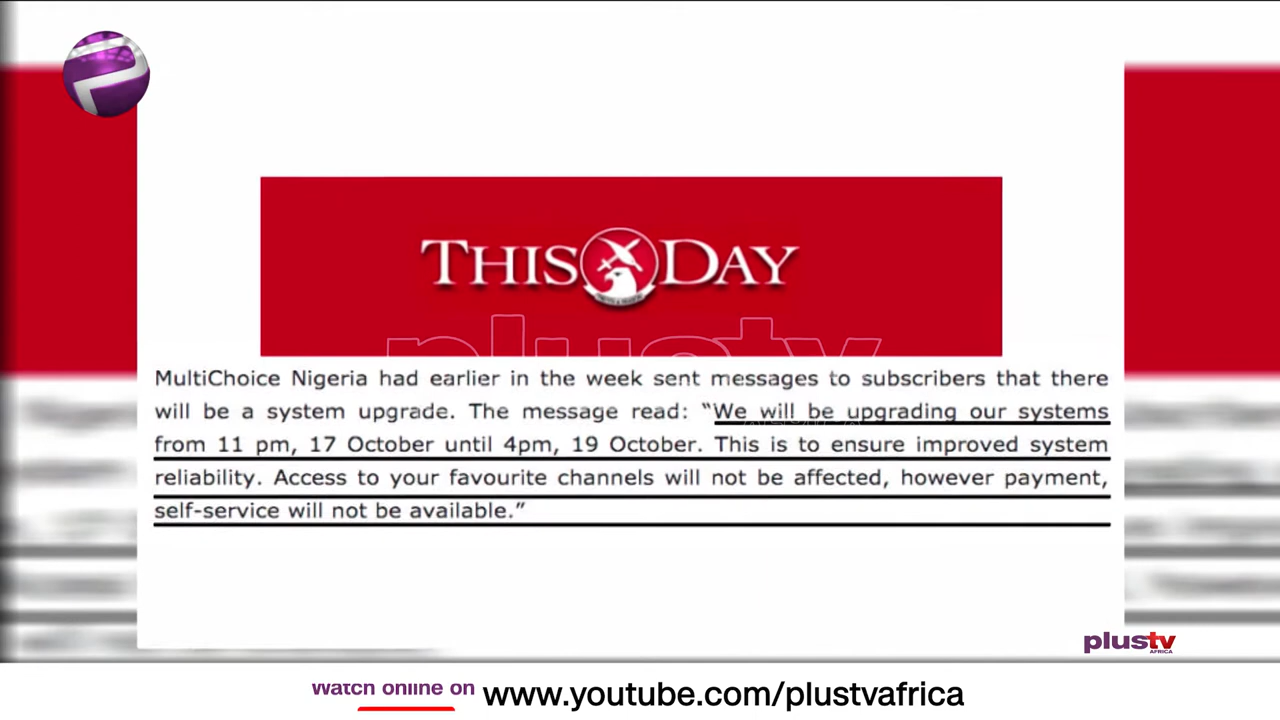 THISDAY
plustv
MultiChoice Nigeria had earlier in the week sent messages to subscribers that there
will be a system upgrade. The message read: “We will be upgrading our systems
from 11 pm, 17 October until 4pm, 19 October. This is to ensure improved system
reliability. Access to your favourite channels will not be affected, however payment,
self-service will not be available.”
plustv
AFRICA
watch online on www.youtube.com/plustvafrica